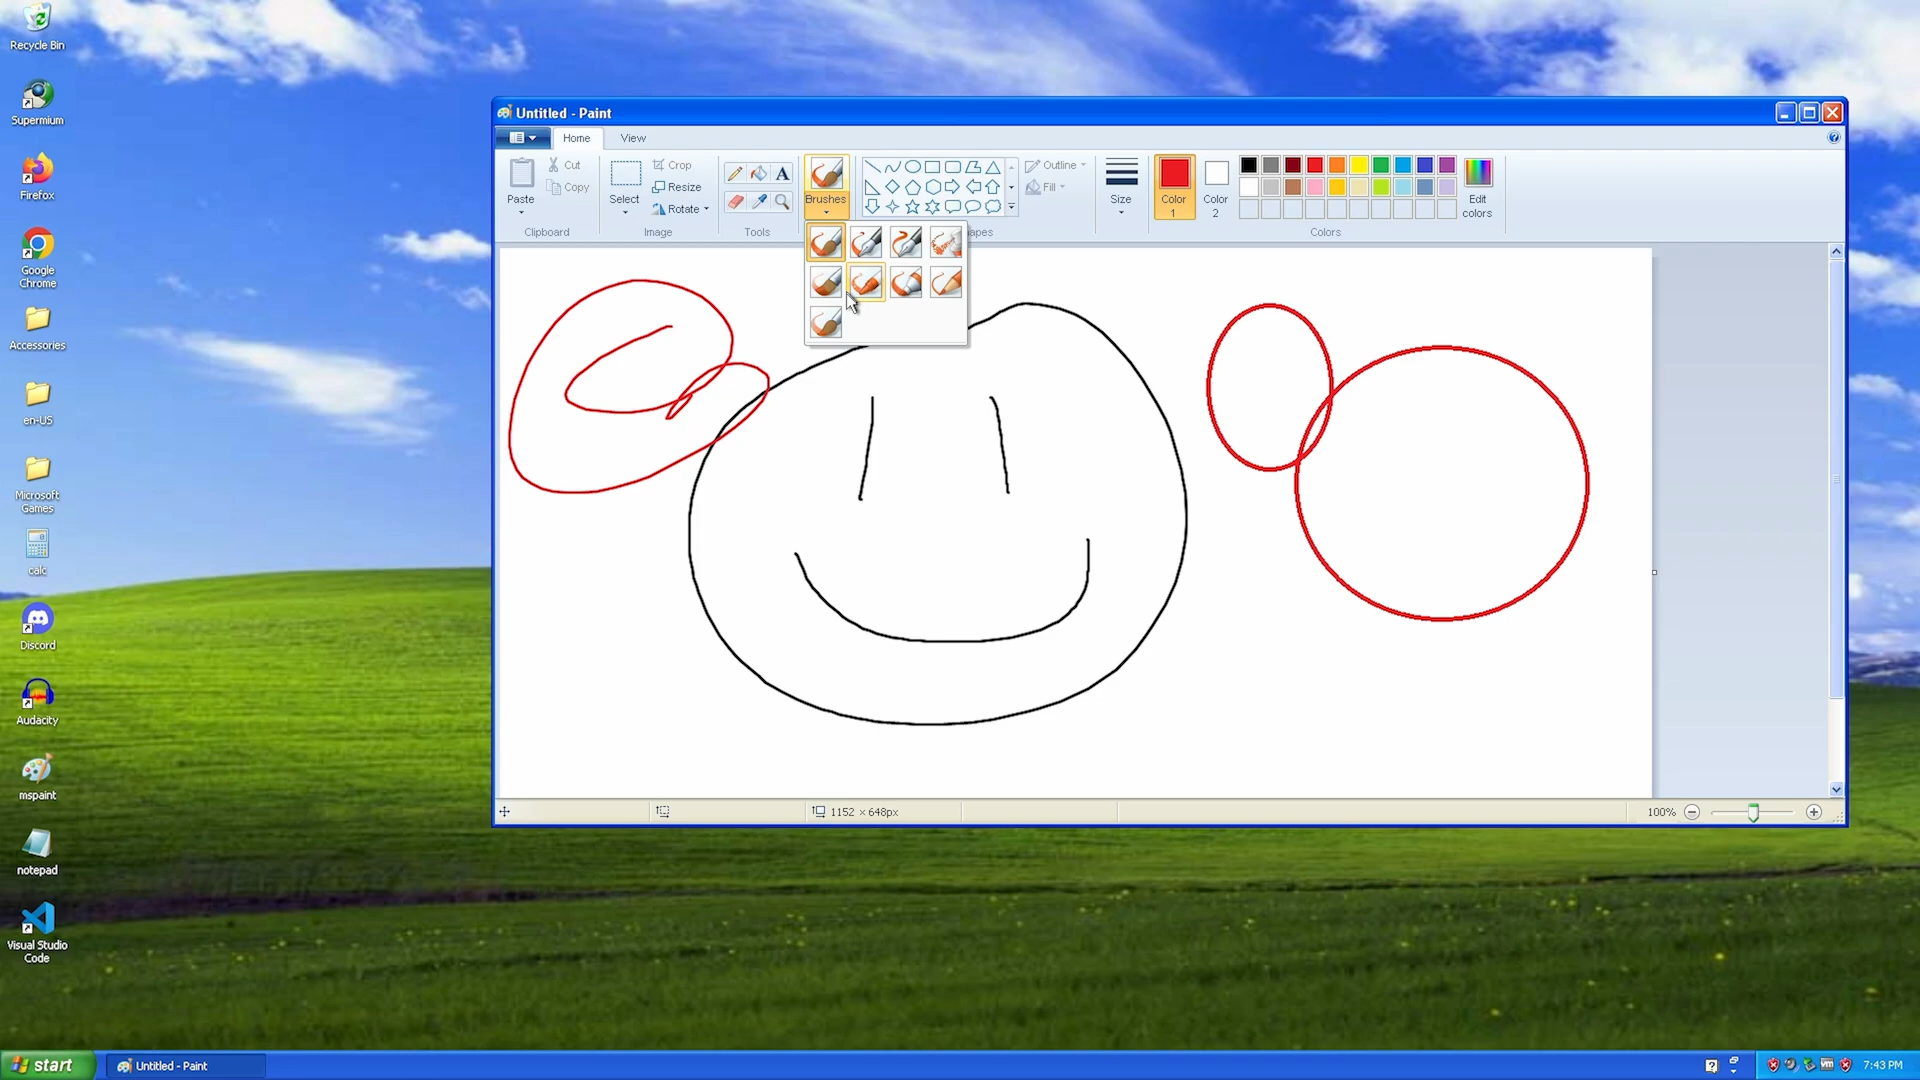 Recycle Bin
Supermium
Firefox
Google
Chrome
Accessories
en-US
Microsoft
Games
calc
Discord
Audacity
mspaint
notepad
Visual Studio
Code
Untitled - Paint
Home
View
Paste
Cut
Copy
Clipboard
Select
Crop
Resize
Rotate
Image
A
Tools
Brushes
apes
Outline
Fill
Size
Color
1
Color
2
Edit
colors
Colors
1152 × 648px
100%
start
Untitled - Paint
7:43 PM